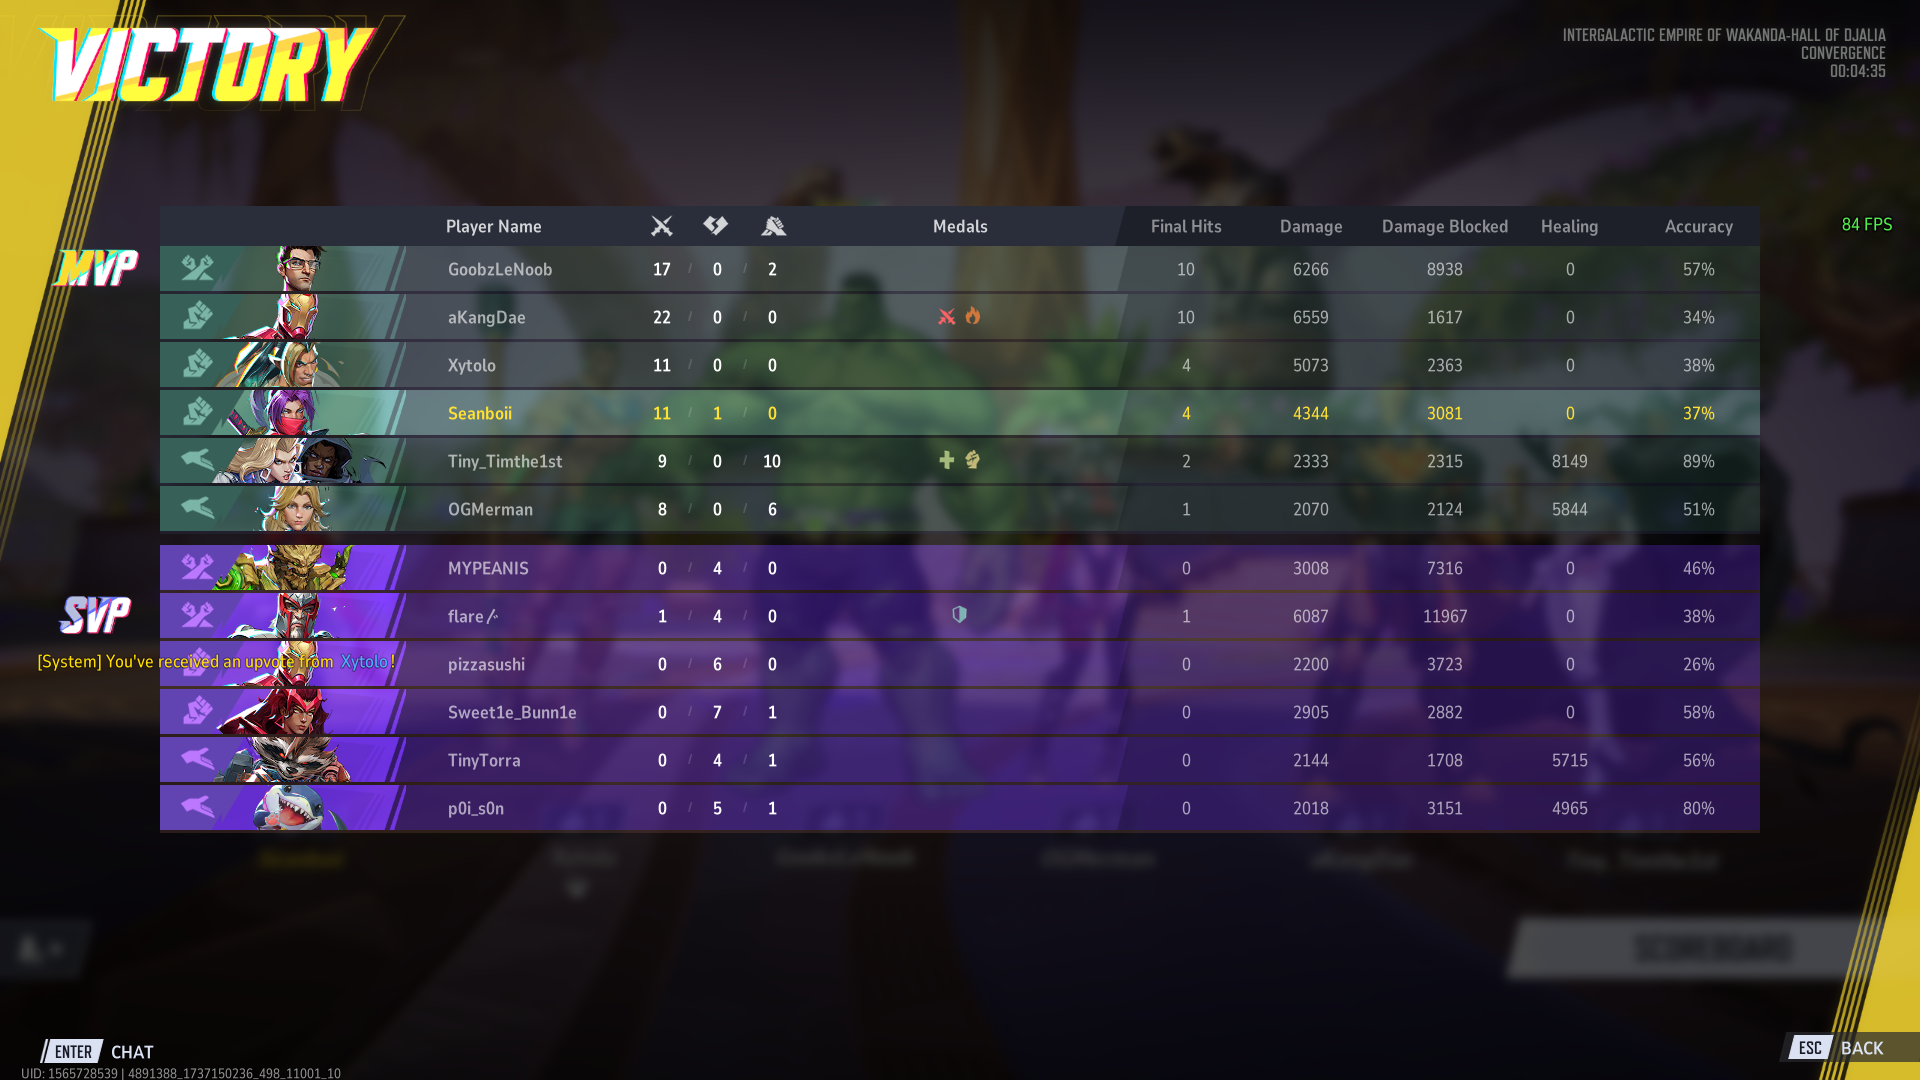 VICTORY
INTERGALACTIC EMPIRE OF WAKANDA-HALL OF DJALIA
CONVERGENCE
00:04:35
84 FPS
Player Name Medals Final Hits Damage Damage Blocked Healing Accuracy
MVP
GoobzLeNoob 17 / 0 / 2 10 6266 8938 0 57%
aKangDae 22 / 0 / 0 10 6559 1617 0 34%
Xytolo 11 / 0 / 0 4 5073 2363 0 38%
Seanboii 11 / 1 / 0 4 4344 3081 0 37%
Tiny_Timthe1st 9 / 0 / 10 2 2333 2315 8149 89%
OGMerman 8 / 0 / 6 1 2070 2124 5844 51%
MYPEANIS 0 / 4 / 0 0 3008 7316 0 46%
SVP
flare 1 / 4 / 0 1 6087 11967 0 38%
[System] You've received an upvote from Xytolo !
pizzasushi 0 / 6 / 0 0 2200 3723 0 26%
Sweet1e_Bunn1e 0 / 7 / 1 0 2905 2882 0 58%
TinyTorra 0 / 4 / 1 0 2144 1708 5715 56%
p0i_s0n 0 / 5 / 1 0 2018 3151 4965 80%
SCOREBOARD
ENTER CHAT
ESC BACK
UID: 1565728539 | 4891388_1737150236_498_11001_10